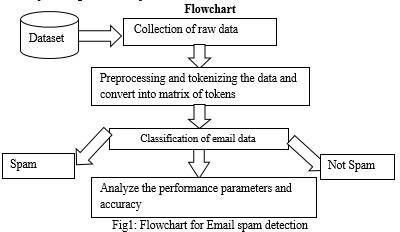 Flowchart
Dataset
Collection of raw data
Preprocessing and tokenizing the data and
convert into matrix of tokens
Classification of email data
Spam
Not Spam
Analyze the performance parameters and
accuracy
Fig1: Flowchart for Email spam detection